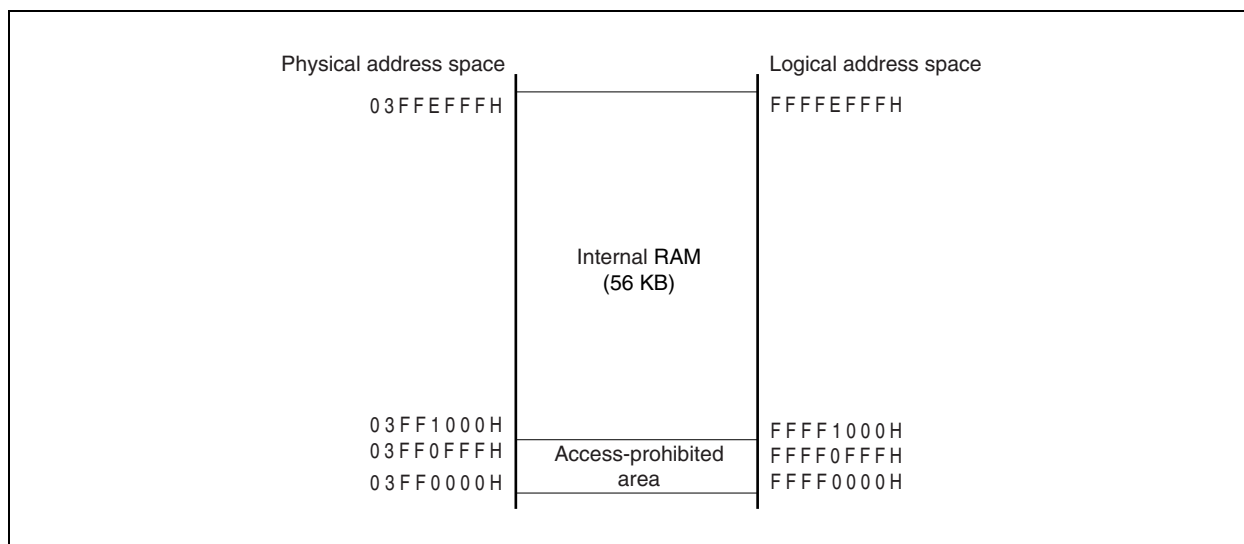 Physical address space
Logical address space
03FFEFFFH
FFFFEFFFH
Internal RAM
(56 KB)
03FF1000H
FFFF1000H
03FF0FFFH
Access-prohibited
area
FFFF0FFFH
03FF0000H
FFFF0000H